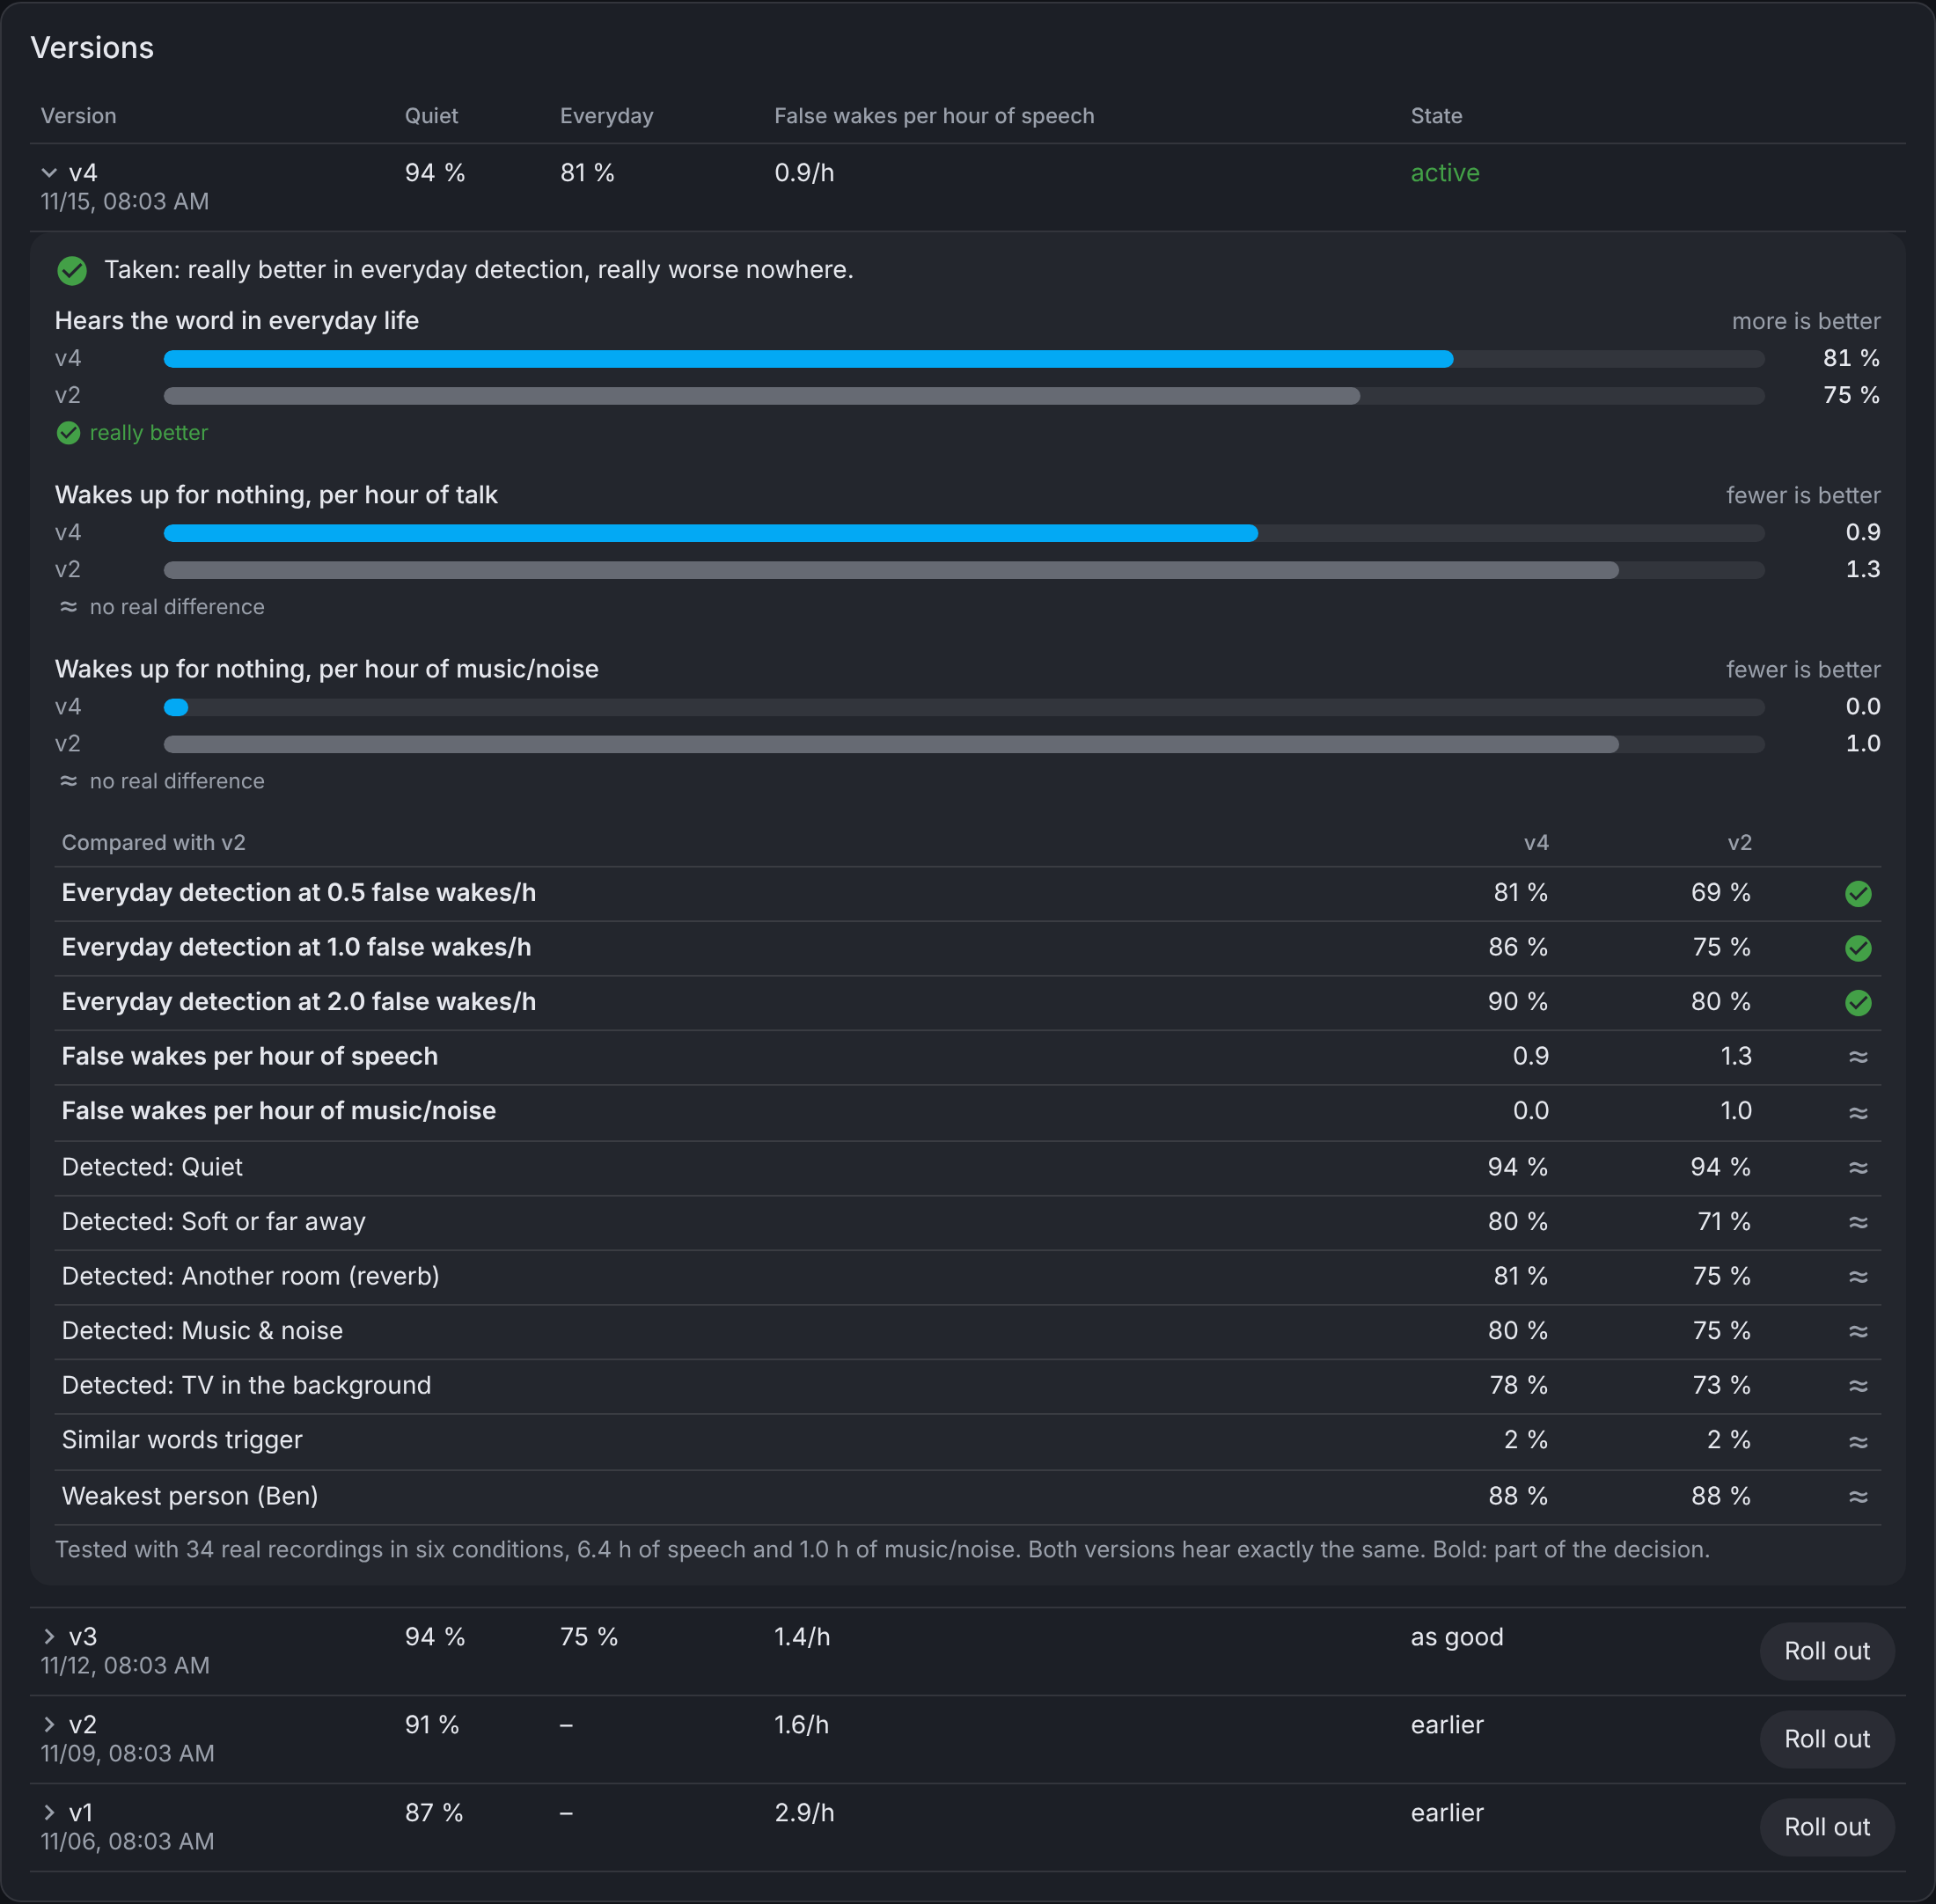 Versions
Version Quiet Everyday False wakes per hour of speech State
v4 94 % 81 % 0.9/h active
11/15, 08:03 AM
Taken: really better in everyday detection, really worse nowhere.
Hears the word in everyday life more is better
v4 81 %
v2 75 %
really better
Wakes up for nothing, per hour of talk fewer is better
v4 0.9
v2 1.3
≈ no real difference
Wakes up for nothing, per hour of music/noise fewer is better
v4 0.0
v2 1.0
≈ no real difference
Compared with v2 v4 v2
Everyday detection at 0.5 false wakes/h 81 % 69 %
Everyday detection at 1.0 false wakes/h 86 % 75 %
Everyday detection at 2.0 false wakes/h 90 % 80 %
False wakes per hour of speech 0.9 1.3 ≈
False wakes per hour of music/noise 0.0 1.0 ≈
Detected: Quiet 94 % 94 % ≈
Detected: Soft or far away 80 % 71 % ≈
Detected: Another room (reverb) 81 % 75 % ≈
Detected: Music & noise 80 % 75 % ≈
Detected: TV in the background 78 % 73 % ≈
Similar words trigger 2 % 2 % ≈
Weakest person (Ben) 88 % 88 % ≈
Tested with 34 real recordings in six conditions, 6.4 h of speech and 1.0 h of music/noise. Both versions hear exactly the same. Bold: part of the decision.
v3 94 % 75 % 1.4/h as good Roll out
11/12, 08:03 AM
v2 91 % – 1.6/h earlier Roll out
11/09, 08:03 AM
v1 87 % – 2.9/h earlier Roll out
11/06, 08:03 AM